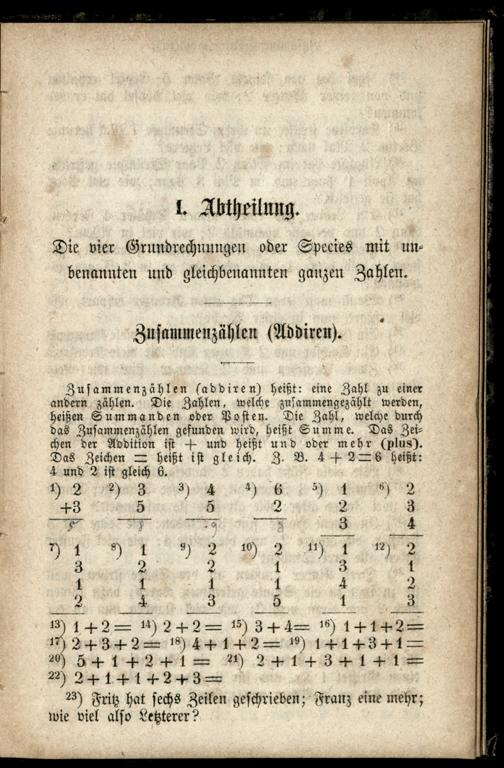 I. Abtheilung.
Die vier Grundrechnungen oder Species mit un-
benannten und gleichbenannten ganzen Zahlen.
Zusammenzählen (Addiren).
Zusammenzählen (addiren) heißt: eine Zahl zu einer
andern zählen. Die Zahlen, welche zusammengezählt werden,
heißen Summanden oder Posten. Die Zahl, welche durch
das Zusammenzählen gefunden wird, heißt Summe. Das Zei-
chen der Addition ist + und heißt und oder mehr (plus).
Das Zeichen = heißt ist gleich. Z. B. 4 + 2 = 6 heißt:
4 und 2 ist gleich 6.
1) 2 2) 3 3) 4 4) 6 5) 1 6) 2
+3 5 5 2 2 3
3 4
7) 1 8) 1 9) 2 10) 2 11) 1 12) 2
3 2 2 1 3 1
1 1 1 1 4 2
2 4 3 5 1 3
13) 1+2= 14) 2+2= 15) 3+4= 16) 1+1+2=
17) 2+3+2= 18) 4+1+2= 19) 1+1+3+1=
20) 5+1+2+1= 21) 2+1+3+1+1=
22) 2+1+1+2+3=
23) Fritz hat sechs Zeilen geschrieben; Franz eine mehr;
wie viel also Letzterer?